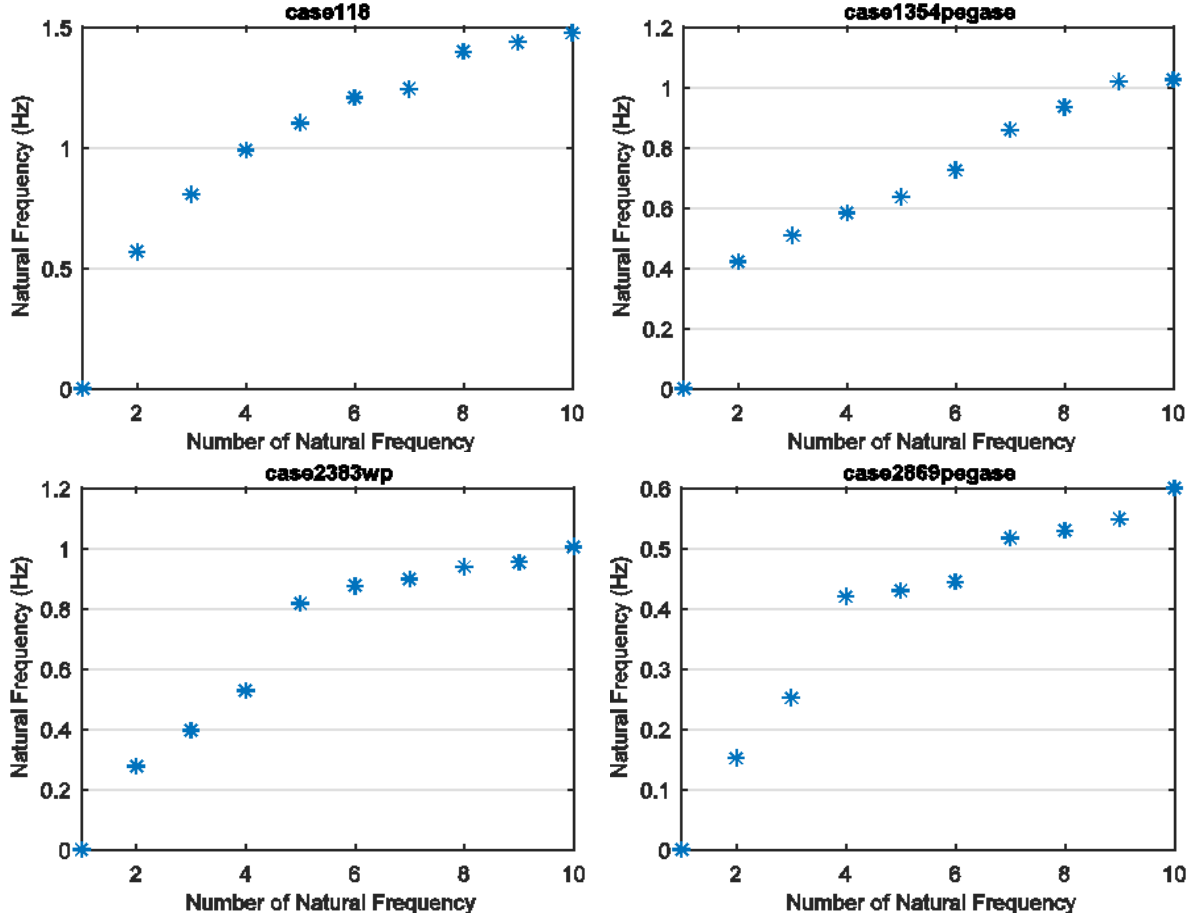 case118
1.5
1
0.5
0
Natural Frequency (Hz)
2 4 6 8 10
Number of Natural Frequency
case1354pegase
1.2
1
0.8
0.6
0.4
0.2
0
Natural Frequency (Hz)
2 4 6 8 10
Number of Natural Frequency
case2383wp
1.2
1
0.8
0.6
0.4
0.2
0
Natural Frequency (Hz)
2 4 6 8 10
Number of Natural Frequency
case2869pegase
0.6
0.5
0.4
0.3
0.2
0.1
0
Natural Frequency (Hz)
2 4 6 8 10
Number of Natural Frequency